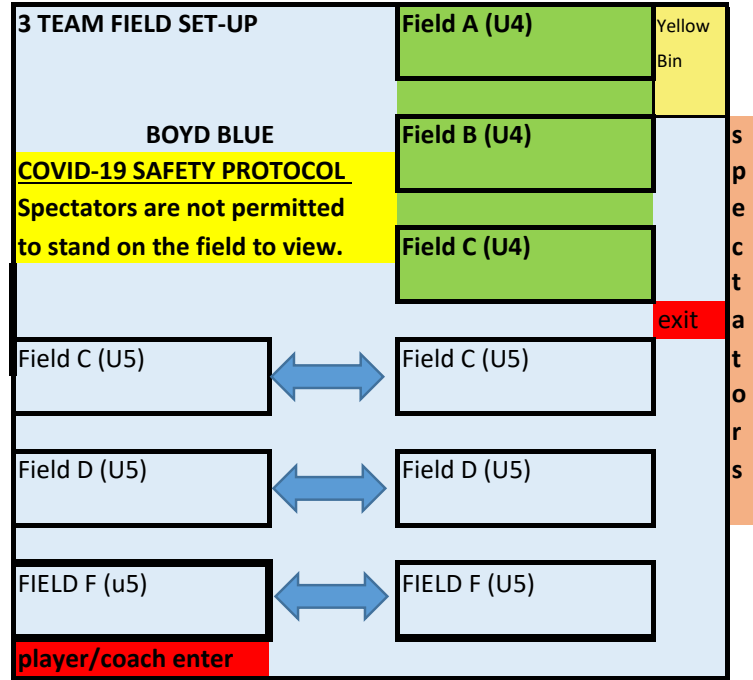 3 TEAM FIELD SET-UP
Field A (U4)
Yellow
Bin
BOYD BLUE
Field B (U4)
COVID-19 SAFETY PROTOCOL
Spectators are not permitted
to stand on the field to view.
Field C (U4)
exit
spectators
Field C (U5)
Field C (U5)
Field D (U5)
Field D (U5)
FIELD F (u5)
FIELD F (U5)
player/coach enter